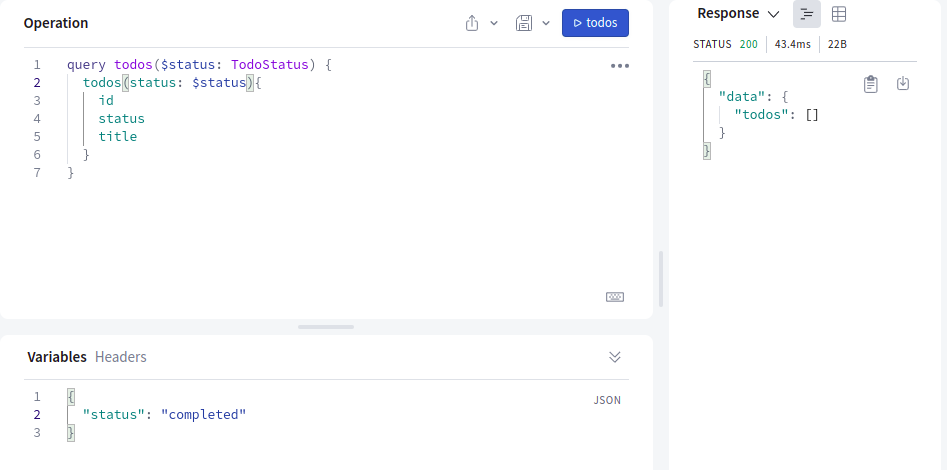 Operation
todos
1 query todos($status: TodoStatus) {
2 todos(status: $status){
3 id
4 status
5 title
6 }
7 }
Variables Headers
JSON
1 {
2 "status": "completed"
3 }
Response
STATUS 200 43.4ms 22B
{
"data": {
"todos": []
}
}